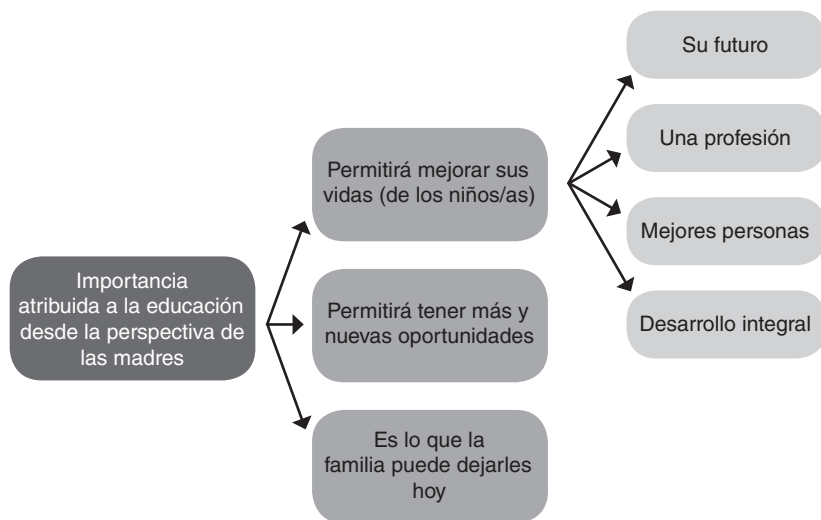 Importancia
atribuida a la educación
desde la perspectiva de
las madres
Permitirá mejorar sus
vidas (de los niños/as)
Permitirá tener más y
nuevas oportunidades
Es lo que la
familia puede dejarles
hoy
Su futuro
Una profesión
Mejores personas
Desarrollo integral